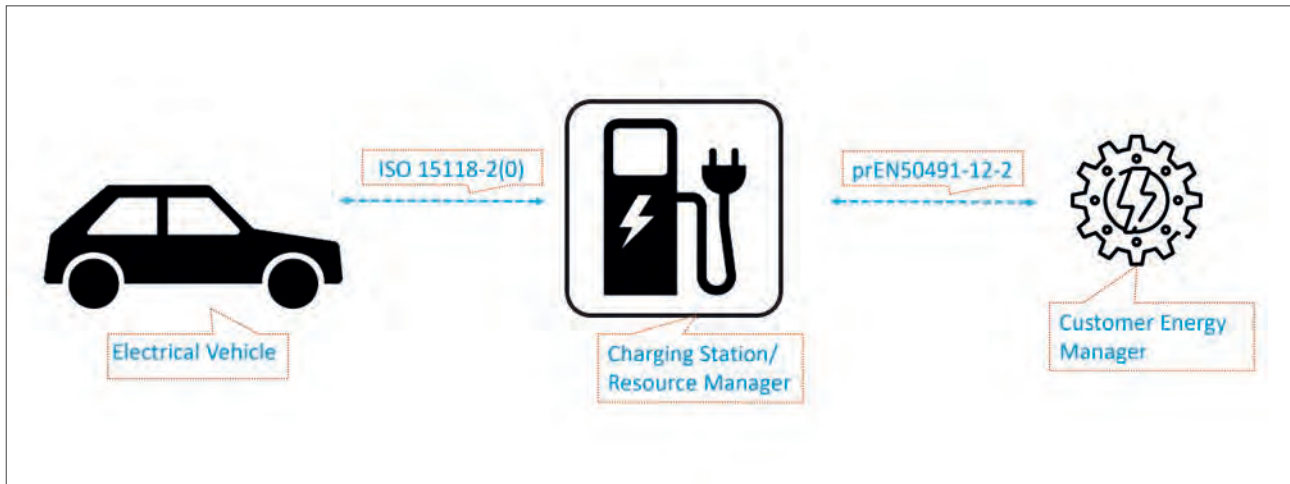 ISO 15118-2(0)
prEN50491-12-2
Electrical Vehicle
Charging Station/
Resource Manager
Customer Energy
Manager